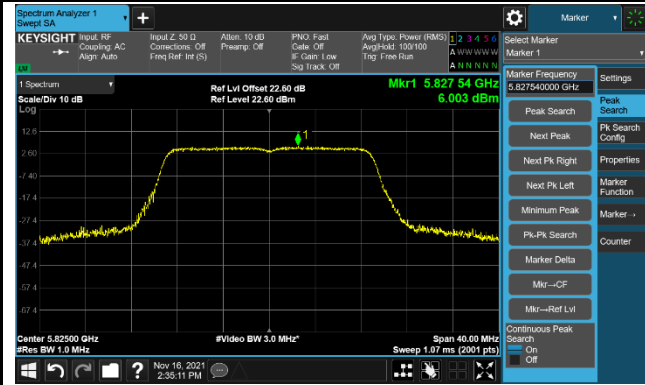 Spectrum Analyzer 1
Swept SA
Marker
KEYSIGHT
Input: RF
Coupling: AC
Align: Auto
Input Z: 50 Ω
Corrections: Off
Freq Ref: Int (S)
Atten: 10 dB
Preamp: Off
PNO: Fast
Gate: Off
IF Gain: Low
Sig Track: Off
Avg Type: Power (RMS)
Avg|Hold: 100/100
Trig: Free Run
1 2 3 4 5 6
A W W W W W
A N N N N N
Select Marker
Marker 1
1 Spectrum
Scale/Div 10 dB
Ref Lvl Offset 22.60 dB
Ref Level 22.60 dBm
Mkr1 5.827 54 GHz
6.003 dBm
Log
12.6
2.60
-7.40
-17.4
-27.4
-37.4
-47.4
-57.4
-67.4
1
Center 5.82500 GHz
#Res BW 1.0 MHz
#Video BW 3.0 MHz*
Span 40.00 MHz
Sweep 1.07 ms (2001 pts)
Marker Frequency
5.827540000 GHz
Peak Search
Next Peak
Next Pk Right
Next Pk Left
Minimum Peak
Pk-Pk Search
Marker Delta
Mkr→CF
Mkr→Ref Lvl
Continuous Peak
Search
On
Off
Settings
Peak
Search
Pk Search
Config
Properties
Marker
Function
Marker→
Counter
Nov 16, 2021
2:35:11 PM